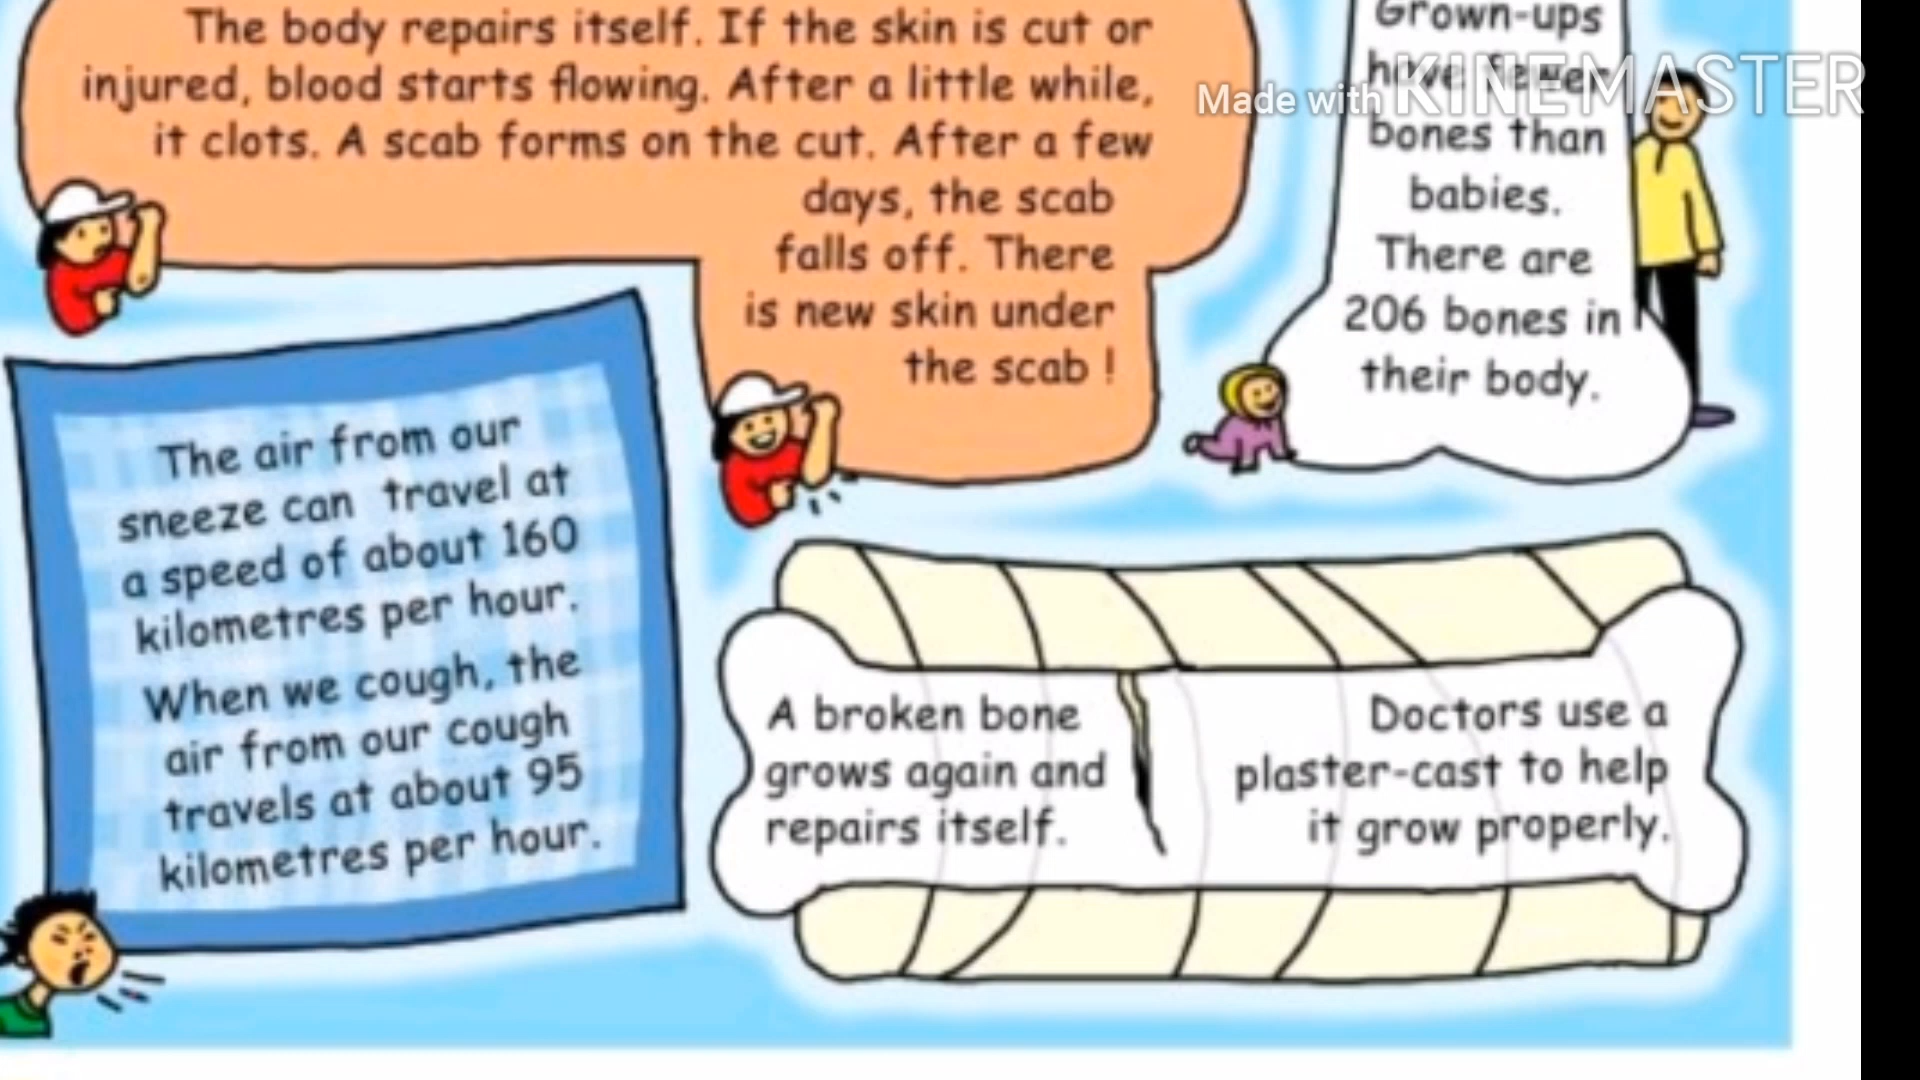 The body repairs itself. If the skin is cut or
injured, blood starts flowing. After a little while,
it clots. A scab forms on the cut. After a few
days, the scab
falls off. There
is new skin under
the scab !
Grown-ups
have fewer
bones than
babies.
There are
206 bones in
their body.
Made with KINEMASTER
The air from our
sneeze can travel at
a speed of about 160
kilometres per hour.
When we cough, the
air from our cough
travels at about 95
kilometres per hour.
A broken bone
grows again and
repairs itself.
Doctors use a
plaster-cast to help
it grow properly.